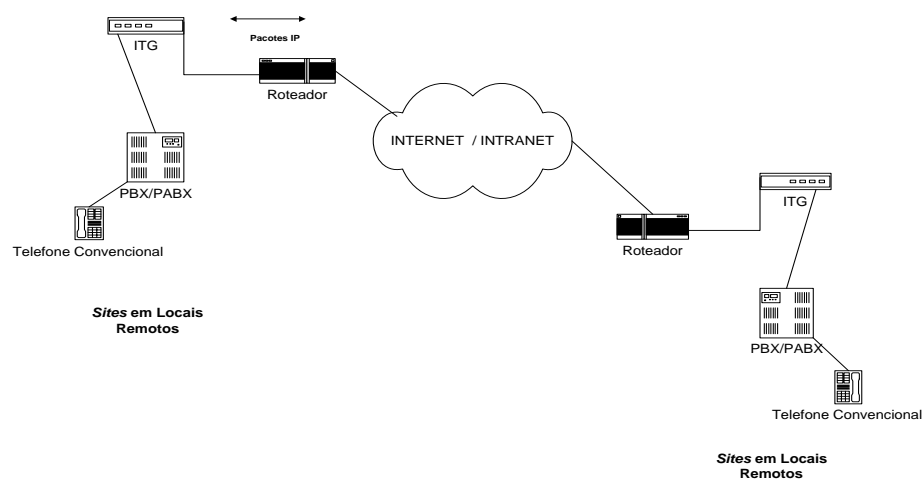 ITG
Pacotes IP
Roteador
INTERNET / INTRANET
PBX/PABX
Telefone Convencional
Sites em Locais
Remotos
ITG
Roteador
PBX/PABX
Telefone Convencional
Sites em Locais
Remotos